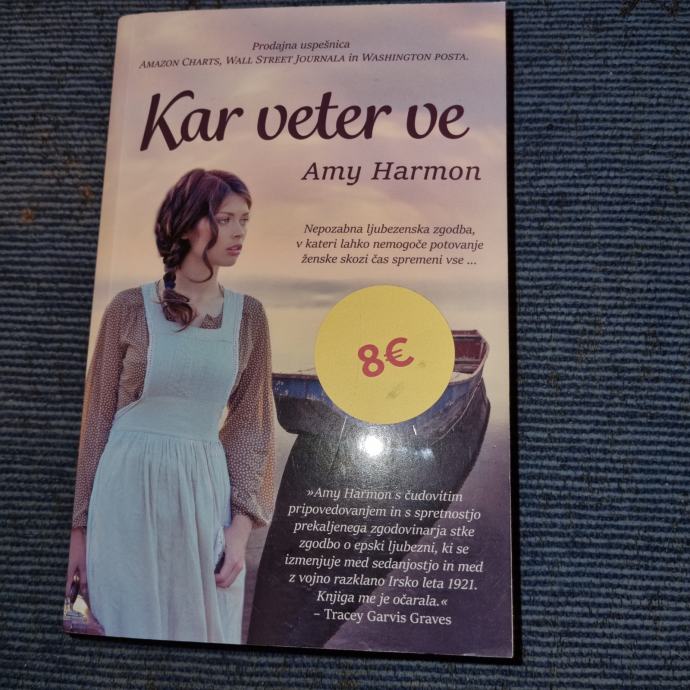 Prodajna uspešnica
AMAZON CHARTS, WALL STREET JOURNALA in WASHINGTON POSTA.
Kar veter ve
Amy Harmon
Nepozabna ljubezenska zgodba,
v kateri lahko nemogoče potovanje
ženske skozi čas spremeni vse ...
8€
»Amy Harmon s čudovitim
pripovedovanjem in s spretnostjo
prekaljenega zgodovinarja stke
zgodbo o epski ljubezni, ki se
izmenjuje med sedanjostjo in med
z vojno razklano Irsko leta 1921.
Knjiga me je očarala.«
– Tracey Garvis Graves